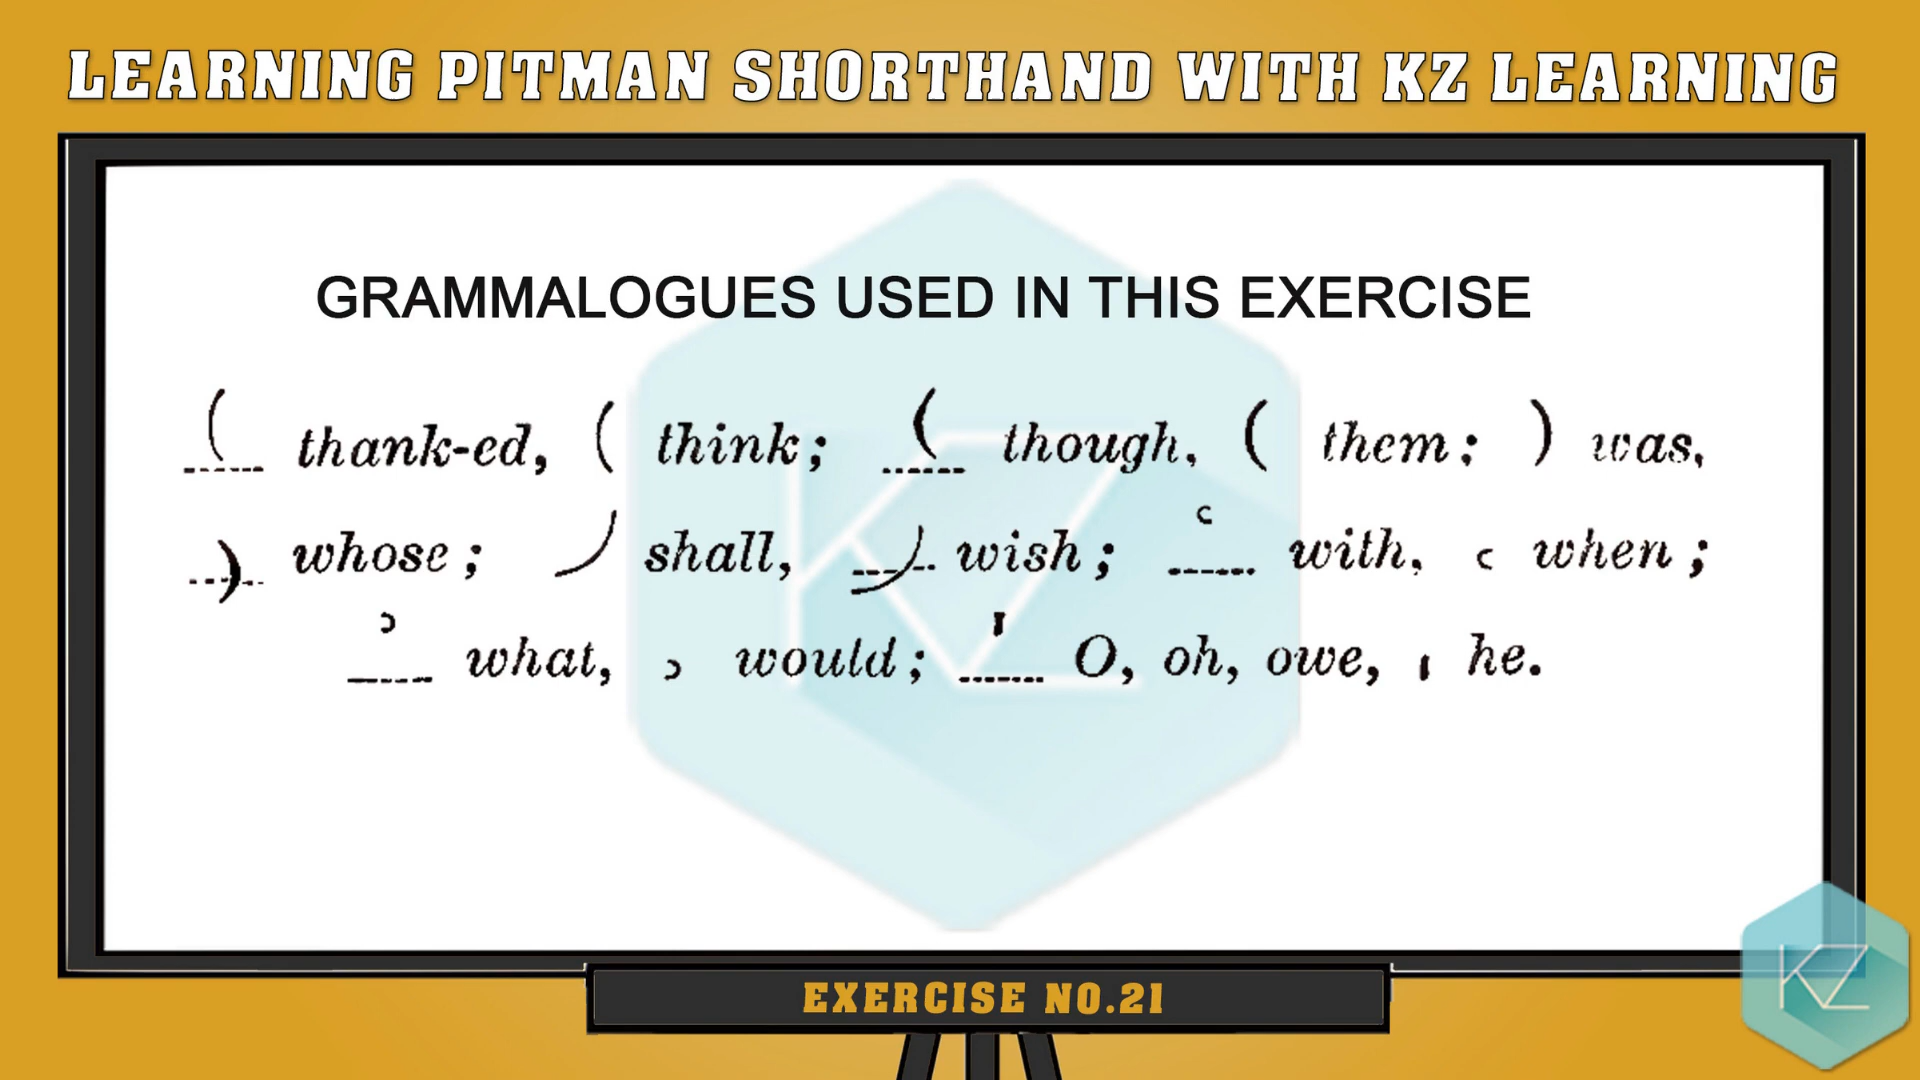 LEARNING PITMAN SHORTHAND WITH KZ LEARNING
GRAMMALOGUES USED IN THIS EXERCISE
thank-ed, think; though, them; was,
whose; shall, wish; with, when;
what, would; O, oh, owe, he.
EXERCISE NO.21
KZ